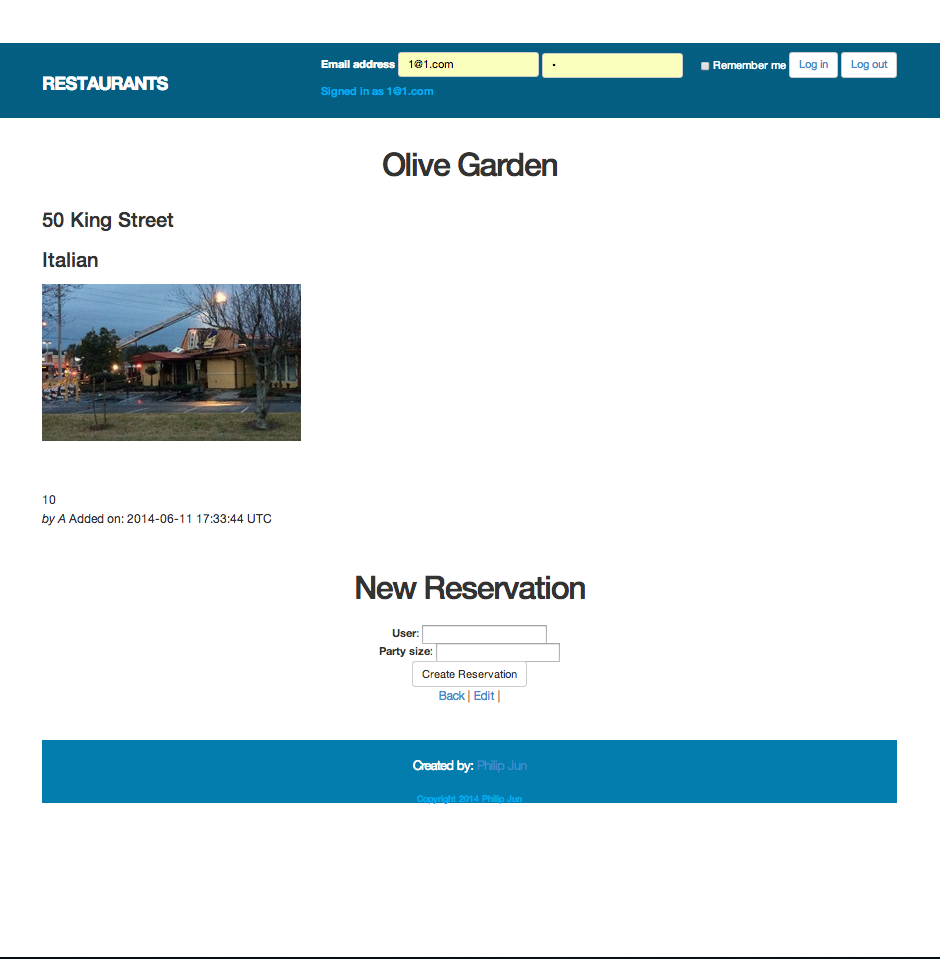 RESTAURANTS
Email address 1@1.com • Remember me Log in Log out
Signed in as 1@1.com
Olive Garden
50 King Street
Italian
10
by A Added on: 2014-06-11 17:33:44 UTC
New Reservation
User:
Party size:
Create Reservation
Back | Edit |
Created by: Philip Jun
Copyright 2014 Philip Jun